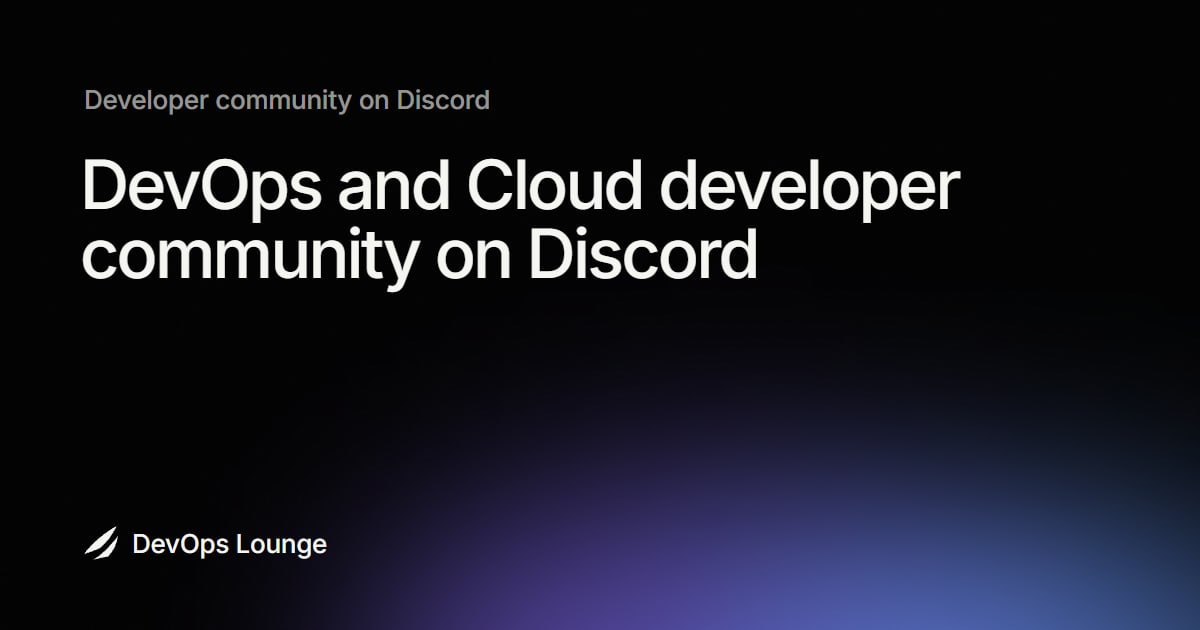 Developer community on Discord
DevOps and Cloud developer
community on Discord
DevOps Lounge